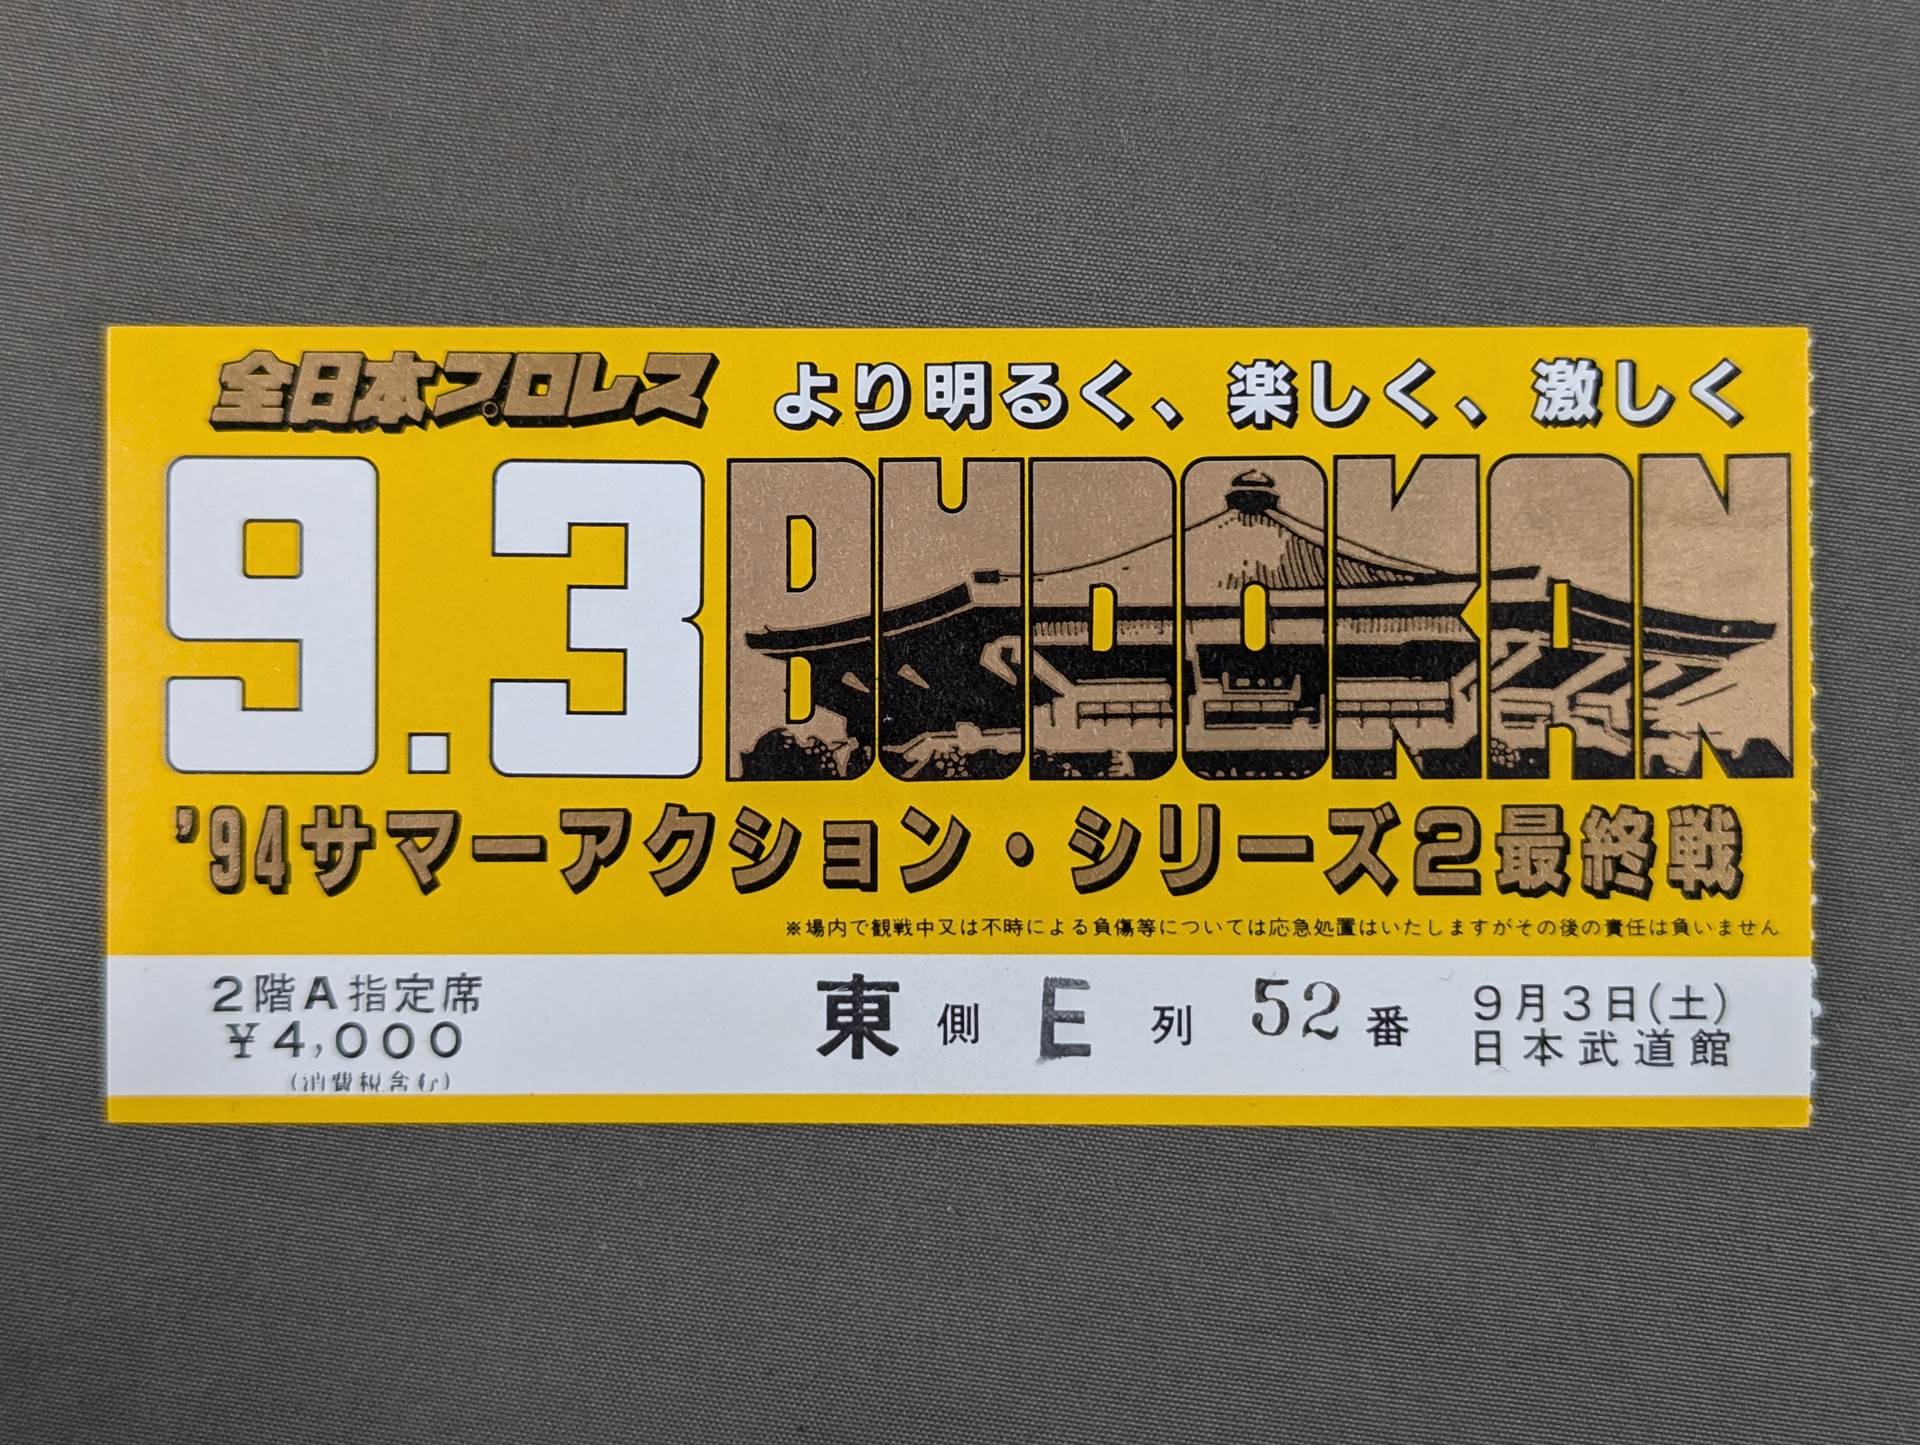 全日本プロレス より明るく、楽しく、激しく
9.3 BUDOKAN
'94サマーアクション・シリーズ2最終戦
※場内で観戦中又は不時による負傷等については応急処置はいたしますがその後の責任は負いません
2階A指定席
¥4,000
(消費税含む)
東側 E列 52番
9月3日(土)
日本武道館